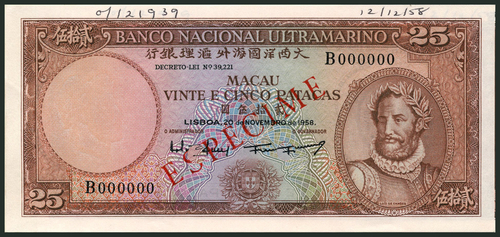 0/121939
12/12/58
伍拾貳
BANCO NACIONAL ULTRAMARINO
25
行銀理滙外海國洋西大
DECRETO-LEI Nº 39,221
B000000
MACAU
VINTE E CINCO PATACAS
LISBOA, 20 de NOVEMBRO de 1958.
O ADMINISTRADOR
O GOVERNADOR
ESPECIME
B000000
25
伍拾貳